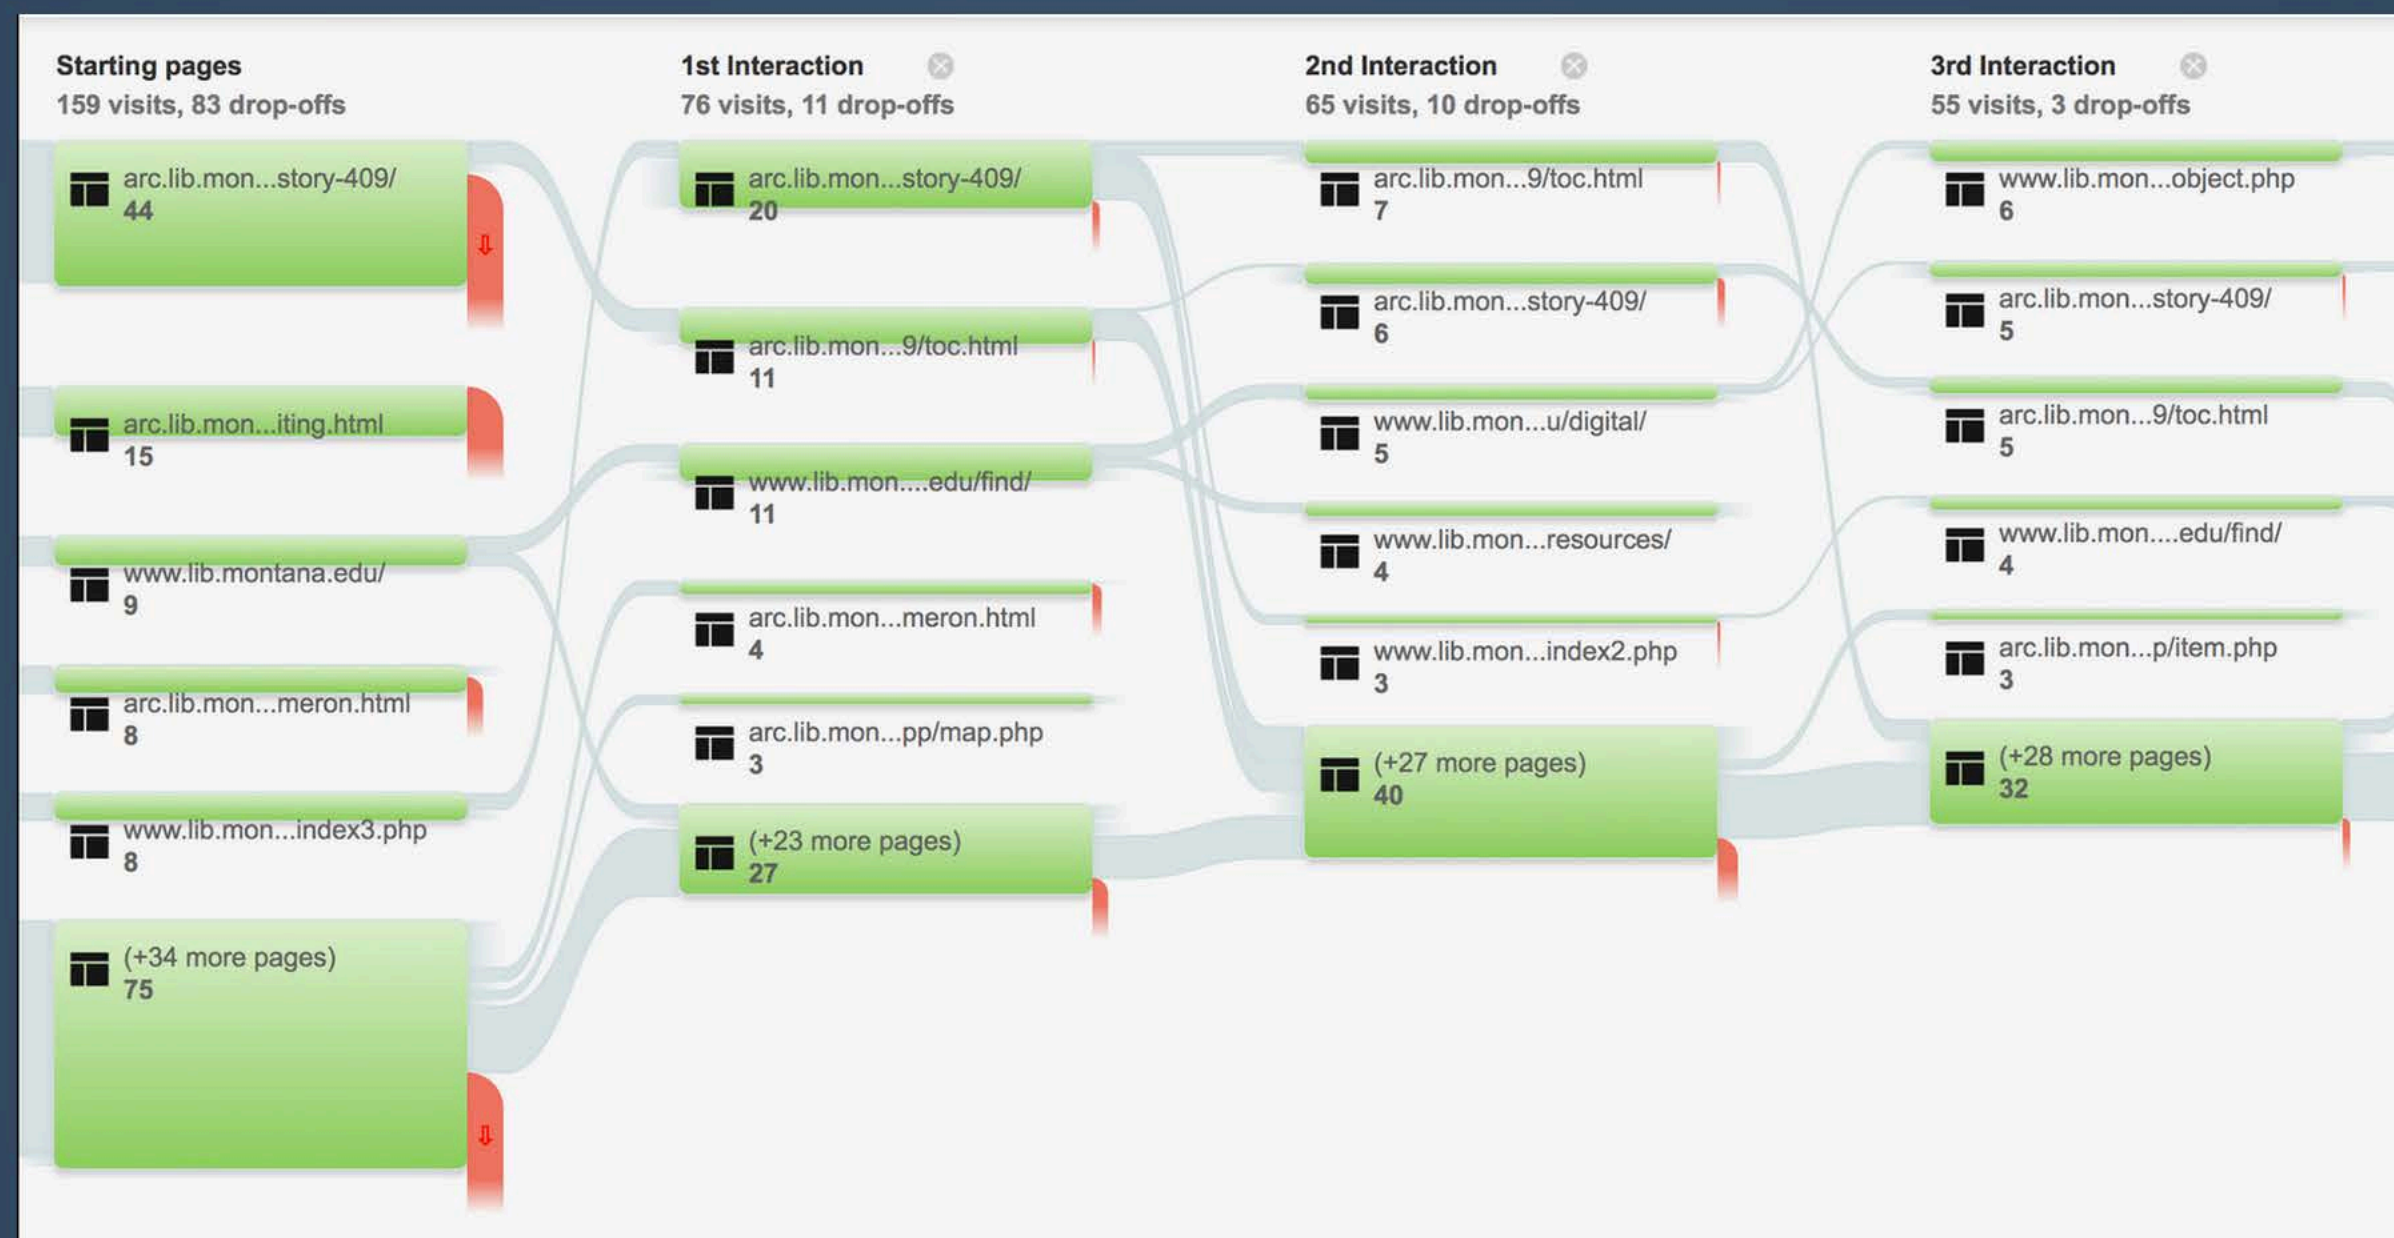 Starting pages
159 visits, 83 drop-offs
arc.lib.mon...story-409/
44
arc.lib.mon...iting.html
15
www.lib.montana.edu/
9
arc.lib.mon...meron.html
8
www.lib.mon...index3.php
8
(+34 more pages)
75
1st Interaction
76 visits, 11 drop-offs
arc.lib.mon...story-409/
20
arc.lib.mon...9/toc.html
11
www.lib.mon....edu/find/
11
arc.lib.mon...meron.html
4
arc.lib.mon...pp/map.php
3
(+23 more pages)
27
2nd Interaction
65 visits, 10 drop-offs
arc.lib.mon...9/toc.html
7
arc.lib.mon...story-409/
6
www.lib.mon...u/digital/
5
www.lib.mon...resources/
4
www.lib.mon...index2.php
3
(+27 more pages)
40
3rd Interaction
55 visits, 3 drop-offs
www.lib.mon...object.php
6
arc.lib.mon...story-409/
5
arc.lib.mon...9/toc.html
5
www.lib.mon....edu/find/
4
arc.lib.mon...p/item.php
3
(+28 more pages)
32